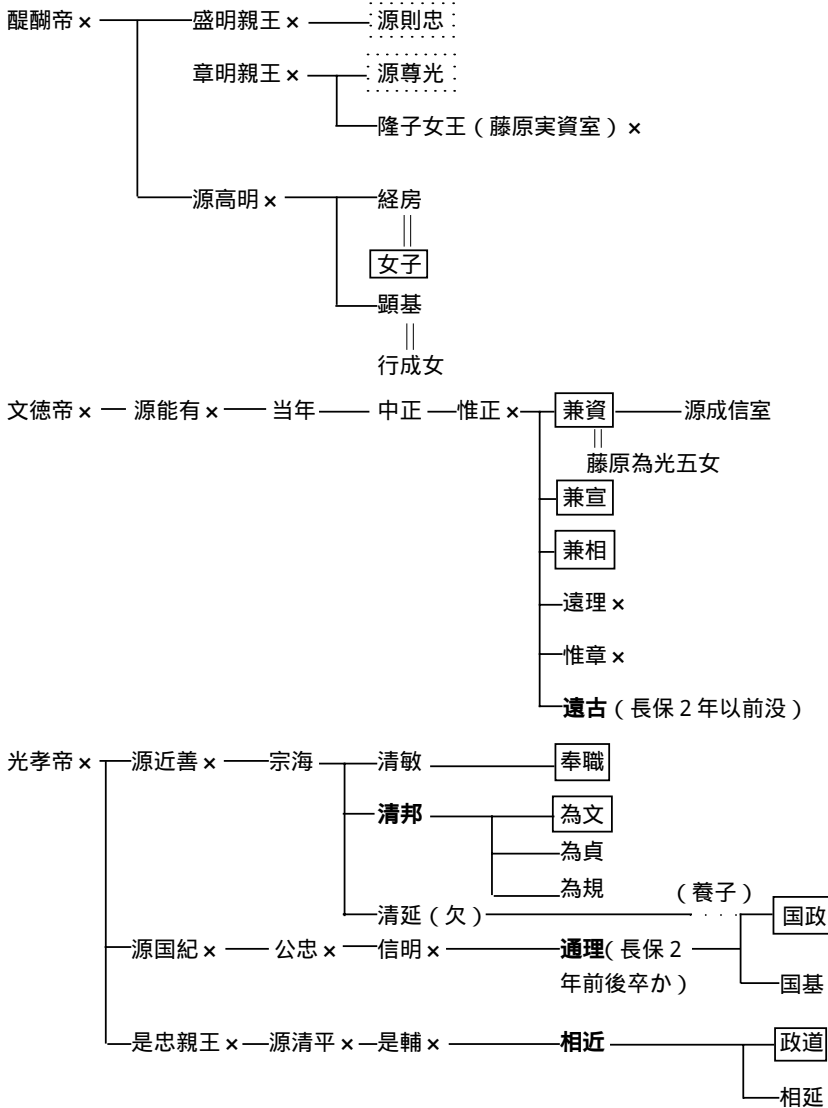 醍醐帝× 盛明親王× 源則忠
章明親王× 源尊光
隆子女王(藤原実資室)×
源高明× 経房
女子
顕基
行成女
文徳帝× 源能有× 当年 中正 惟正× 兼資 源成信室
藤原為光五女
兼宣
兼相
遠理×
惟章×
遠古(長保2年以前没)
光孝帝× 源近善× 宗海 清敏 奉職
清邦 為文
為貞
為規
(養子)
清延(欠) 国政
源国紀× 公忠× 信明× 通理(長保2
年前後卒か) 国基
是忠親王× 源清平× 是輔× 相近 政道
相延